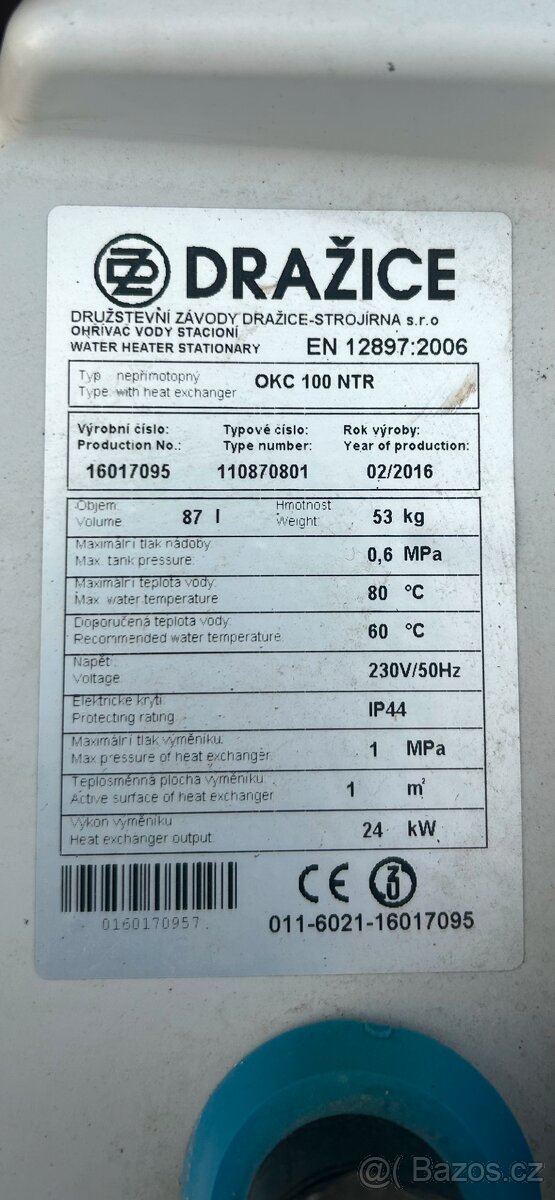 DRAŽICE
DRUŽSTEVNÍ ZÁVODY DRAŽICE-STROJÍRNA s.r.o
OHŘÍVAČ VODY STACIONÍ
WATER HEATER STATIONARY EN 12897:2006
Typ nepřímotopný
Type with heat exchanger OKC 100 NTR
Výrobní číslo: Typové číslo: Rok výroby:
Production No.: Type number: Year of production:
16017095 110870801 02/2016
Objem Hmotnost
Volume 87 l Weight: 53 kg
Maximální tlak nádoby
Max. tank pressure: 0,6 MPa
Maximální teplota vody
Max. water temperature 80 °C
Doporučená teplota vody
Recommended water temperature 60 °C
Napět
Voltage 230V/50Hz
Elektrické krytí
Protecting rating IP44
Maximální tlak výměníku
Max pressure of heat exchanger 1 MPa
Teplosměnná plocha výměníku
Active surface of heat exchanger 1 m²
Výkon výměníku
Heat exchanger output 24 kW
CE
0160170957. 011-6021-16017095
@ Bazos.cz